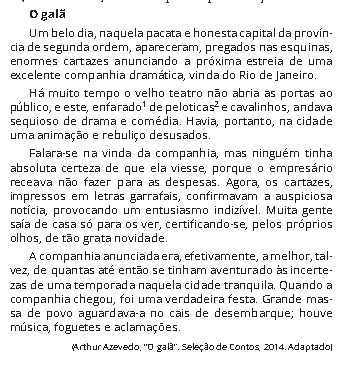 O galã
Um belo dia, naquela pacata e honesta capital da provín-
cia de segunda ordem, apareceram, pregados nas esquinas,
enormes cartazes anunciando a próxima estreia de uma
excelente companhia dramática, vinda do Rio de Janeiro.
Há muito tempo o velho teatro não abria as portas ao
público, e este, enfarado¹ de peloticas² e cavalinhos, andava
sequioso de drama e comédia. Havia, portanto, na cidade
uma animação e rebuliço desusados.
Falara-se na vinda da companhia, mas ninguém tinha
absoluta certeza de que ela viesse, porque o empresário
receava não fazer para as despesas. Agora, os cartazes,
impressos em letras garrafais, confirmavam a auspiciosa
notícia, provocando um entusiasmo indizível. Muita gente
saía de casa só para os ver, certificando-se, pelos próprios
olhos, de tão grata novidade.
A companhia anunciada era, efetivamente, a melhor, tal-
vez, de quantas até então se tinham aventurado às incerte-
zas de uma temporada naquela cidade tranquila. Quando a
companhia chegou, foi uma verdadeira festa. Grande mas-
sa de povo aguardava-a no cais de desembarque; houve
música, foguetes e aclamações.
(Arthur Azevedo, "O galã". Seleção de Contos, 2014. Adaptado)